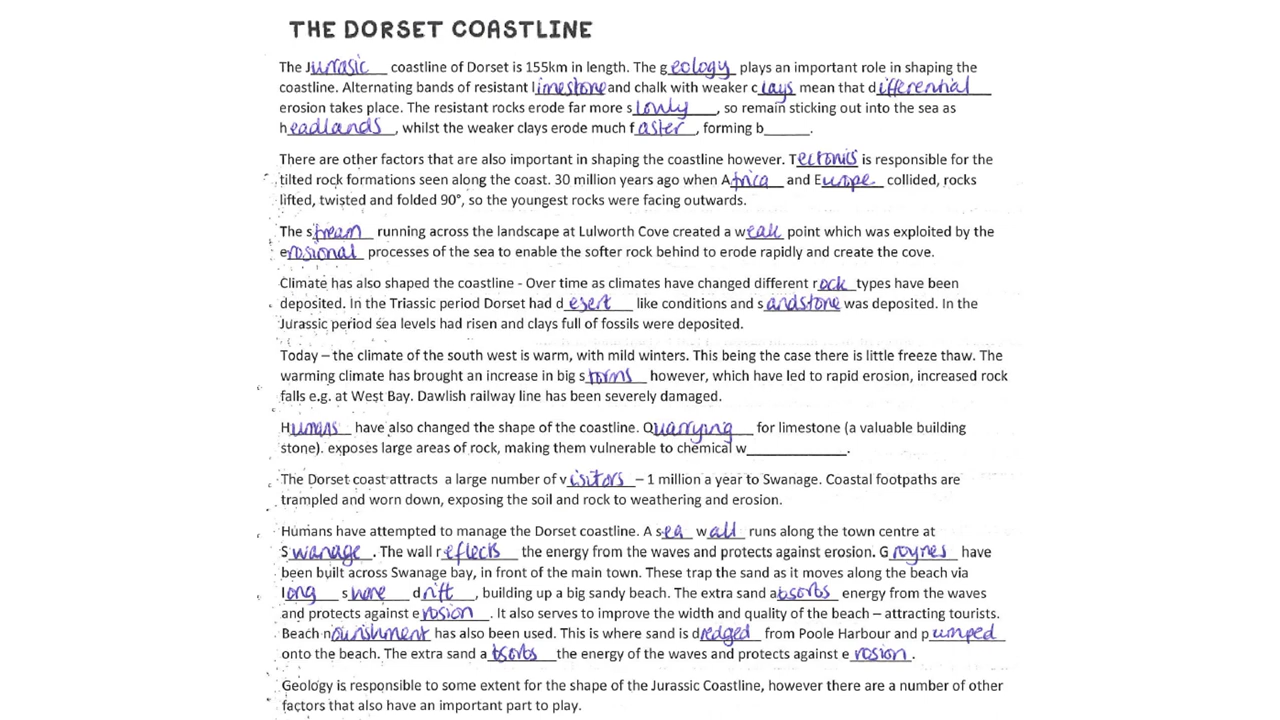 THE DORSET COASTLINE
The Jurrasic coastline of Dorset is 155km in length. The geology plays an important role in shaping the
coastline. Alternating bands of resistant limestone and chalk with weaker clays mean that differential
erosion takes place. The resistant rocks erode far more slowly, so remain sticking out into the sea as
headlands, whilst the weaker clays erode much faster, forming b______.
There are other factors that are also important in shaping the coastline however. Tectonics is responsible for the
tilted rock formations seen along the coast. 30 million years ago when Africa and Europe collided, rocks
lifted, twisted and folded 90°, so the youngest rocks were facing outwards.
The stream running across the landscape at Lulworth Cove created a weak point which was exploited by the
erosional processes of the sea to enable the softer rock behind to erode rapidly and create the cove.
Climate has also shaped the coastline - Over time as climates have changed different rock types have been
deposited. In the Triassic period Dorset had desert like conditions and sandstone was deposited. In the
Jurassic period sea levels had risen and clays full of fossils were deposited.
Today – the climate of the south west is warm, with mild winters. This being the case there is little freeze thaw. The
warming climate has brought an increase in big storms however, which have led to rapid erosion, increased rock
falls e.g. at West Bay. Dawlish railway line has been severely damaged.
Humans have also changed the shape of the coastline. Quarrying for limestone (a valuable building
stone). exposes large areas of rock, making them vulnerable to chemical w______________.
The Dorset coast attracts a large number of visitors – 1 million a year to Swanage. Coastal footpaths are
trampled and worn down, exposing the soil and rock to weathering and erosion.
Humans have attempted to manage the Dorset coastline. A sea wall runs along the town centre at
Swanage. The wall reflects the energy from the waves and protects against erosion. Groynes have
been built across Swanage bay, in front of the main town. These trap the sand as it moves along the beach via
long shore drift, building up a big sandy beach. The extra sand absorbs energy from the waves
and protects against erosion. It also serves to improve the width and quality of the beach – attracting tourists.
Beach nourishment has also been used. This is where sand is dredged from Poole Harbour and pumped
onto the beach. The extra sand absorbs the energy of the waves and protects against erosion.
Geology is responsible to some extent for the shape of the Jurassic Coastline, however there are a number of other
factors that also have an important part to play.